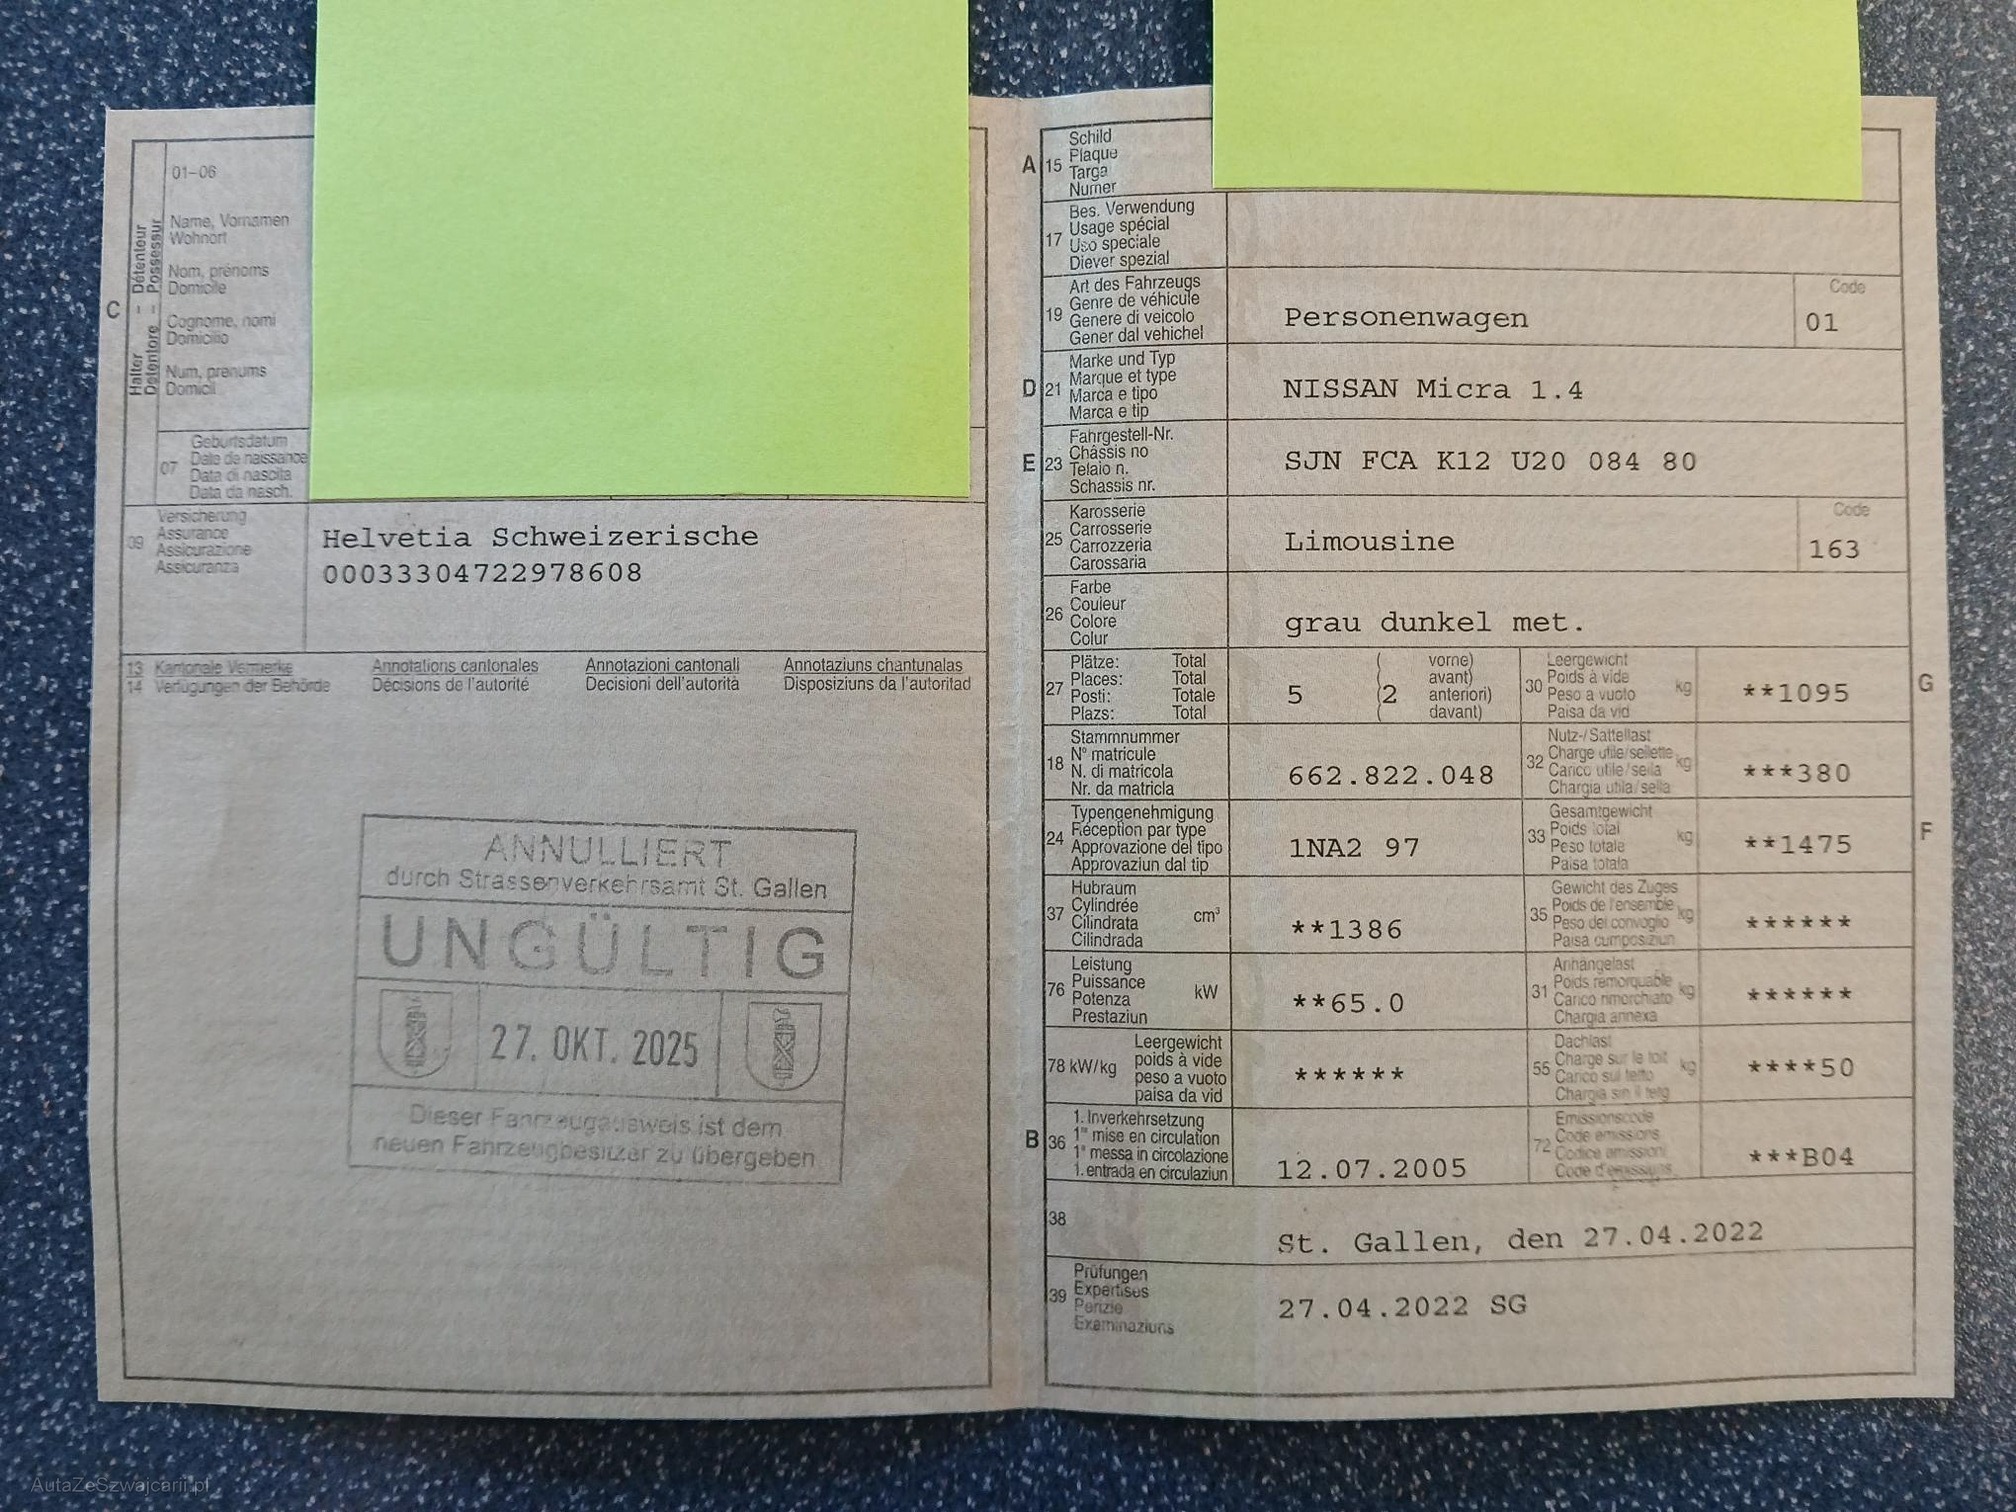 01-06
Name, Vornamen
Wohnort
Nom, prénoms
Domicile
Cognome, nomi
Domicilio
Num, prenums
Domicil
C
Halter – Détenteur
Detentore – Possessur
07
Geburtsdatum
Date de naissance
Data di nascita
Data da nasch.
09
Versicherung
Assurance
Assicurazione
Assicuranza
Helvetia Schweizerische
00033304722978608
13 Kantonale Vermerke Annotations cantonales Annotazioni cantonali Annotaziuns chantunalas
14 Verfügungen der Behörde Décisions de l'autorité Decisioni dell'autorità Disposiziuns da l'autoritad
ANNULLIERT
durch Strassenverkehrsamt St. Gallen
UNGÜLTIG
27. OKT. 2025
Dieser Fahrzeugausweis ist dem
neuen Fahrzeugbesitzer zu übergeben
A 15
Schild
Plaque
Targa
Numer
17
Bes. Verwendung
Usage spécial
Uso speciale
Diever spezial
19
Art des Fahrzeugs
Genre de véhicule
Genere di veicolo
Gener dal vehichel
Personenwagen
Code
01
D 21
Marke und Typ
Marque et type
Marca e tipo
Marca e tip
NISSAN Micra 1.4
E 23
Fahrgestell-Nr.
Châssis no
Telaio n.
Schassis nr.
SJN FCA K12 U20 084 80
25
Karosserie
Carrosserie
Carrozzeria
Carossaria
Limousine
Code
163
26
Farbe
Couleur
Colore
Colur
grau dunkel met.
27
Plätze: Total
Places: Total
Posti: Totale
Plazs: Total
5 (2
vorne)
avant)
anteriori)
davant)
30
Leergewicht
Poids à vide
Peso a vuoto
Paisa da vid
kg
**1095
G
18
Stammnummer
N° matricule
N. di matricola
Nr. da matricla
662.822.048
32
Nutz-/Sattellast
Charge utile/sellette
Carico utile/sella
Chargia utila/sella
kg
***380
24
Typengenehmigung
Réception par type
Approvazione del tipo
Approvaziun dal tip
1NA2 97
33
Gesamtgewicht
Poids total
Peso totale
Paisa totala
kg
**1475
F
37
Hubraum
Cylindrée
Cilindrata
Cilindrada
cm³
**1386
35
Gewicht des Zuges
Poids de l'ensemble
Peso del convoglio
Paisa cumposiziun
kg
******
76
Leistung
Puissance
Potenza
Prestaziun
kW
**65.0
31
Anhängelast
Poids remorquable
Carico rimorchiato
Chargia annexa
kg
******
78 kW/kg
Leergewicht
poids à vide
peso a vuoto
paisa da vid
******
55
Dachlast
Charge sur le toit
Carico sul tetto
Chargia sin il tetg
kg
****50
B 36
1. Inverkehrsetzung
1re mise en circulation
1a messa in circolazione
1. entrada en circulaziun
12.07.2005
72
Emissionscode
Code émissions
Codice emissioni
Code d'emissiuns
***B04
38
St. Gallen, den 27.04.2022
39
Prüfungen
Expertises
Perizie
Examinaziuns
27.04.2022 SG
AutaZeSzwajcarii.pl